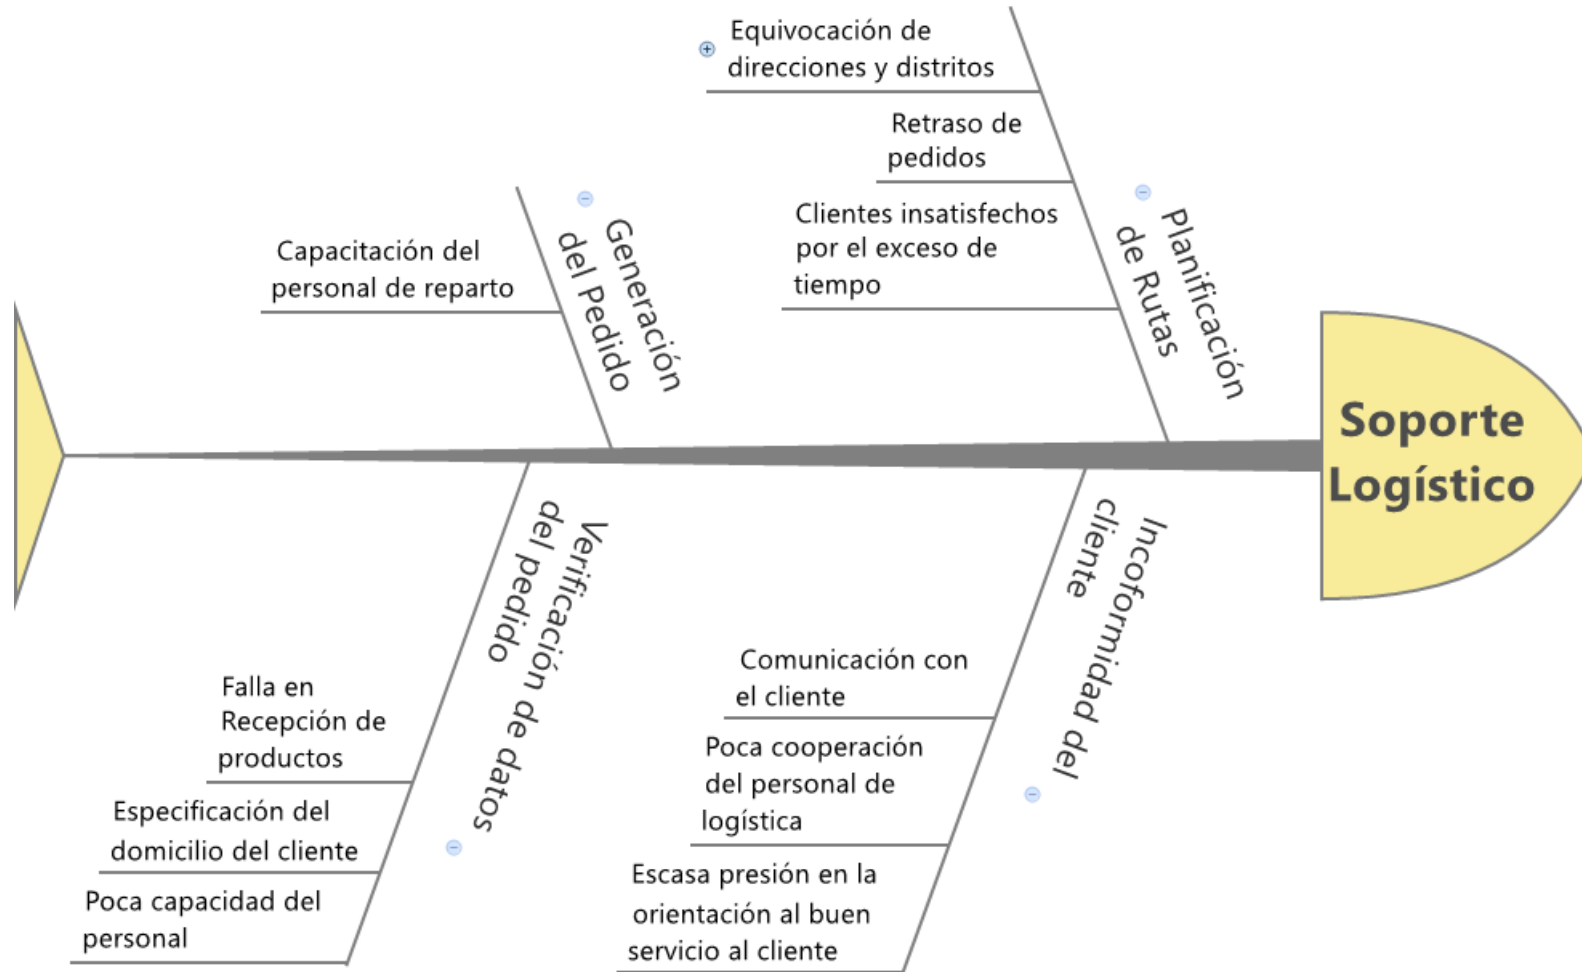 Equivocación de
direcciones y distritos
Retraso de
pedidos
Clientes insatisfechos
por el exceso de
tiempo
Planificación
de Rutas
Capacitación del
personal de reparto
Generación
del Pedido
Soporte
Logístico
Verificación de datos
del pedido
Falla en
Recepción de
productos
Especificación del
domicilio del cliente
Poca capacidad del
personal
Incoformidad del
cliente
Comunicación con
el cliente
Poca cooperación
del personal de
logística
Escasa presión en la
orientación al buen
servicio al cliente